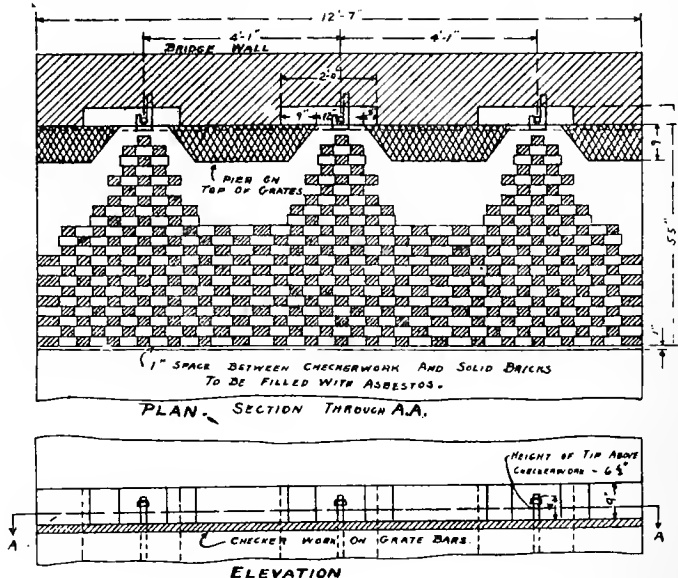 12'-7"
4'-1" 4'-1"
BRIDGE WALL
9" 12"
9"
55"
PIER ON
TOP OF GRATES
1"
1" SPACE BETWEEN CHECKERWORK AND SOLID BRICKS
TO BE FILLED WITH ASBESTOS.
PLAN. SECTION THROUGH A.A.
HEIGHT OF TIP ABOVE
CHECKERWORK - 6½"
9"
A A
CHECKER WORK ON GRATE BARS.
ELEVATION